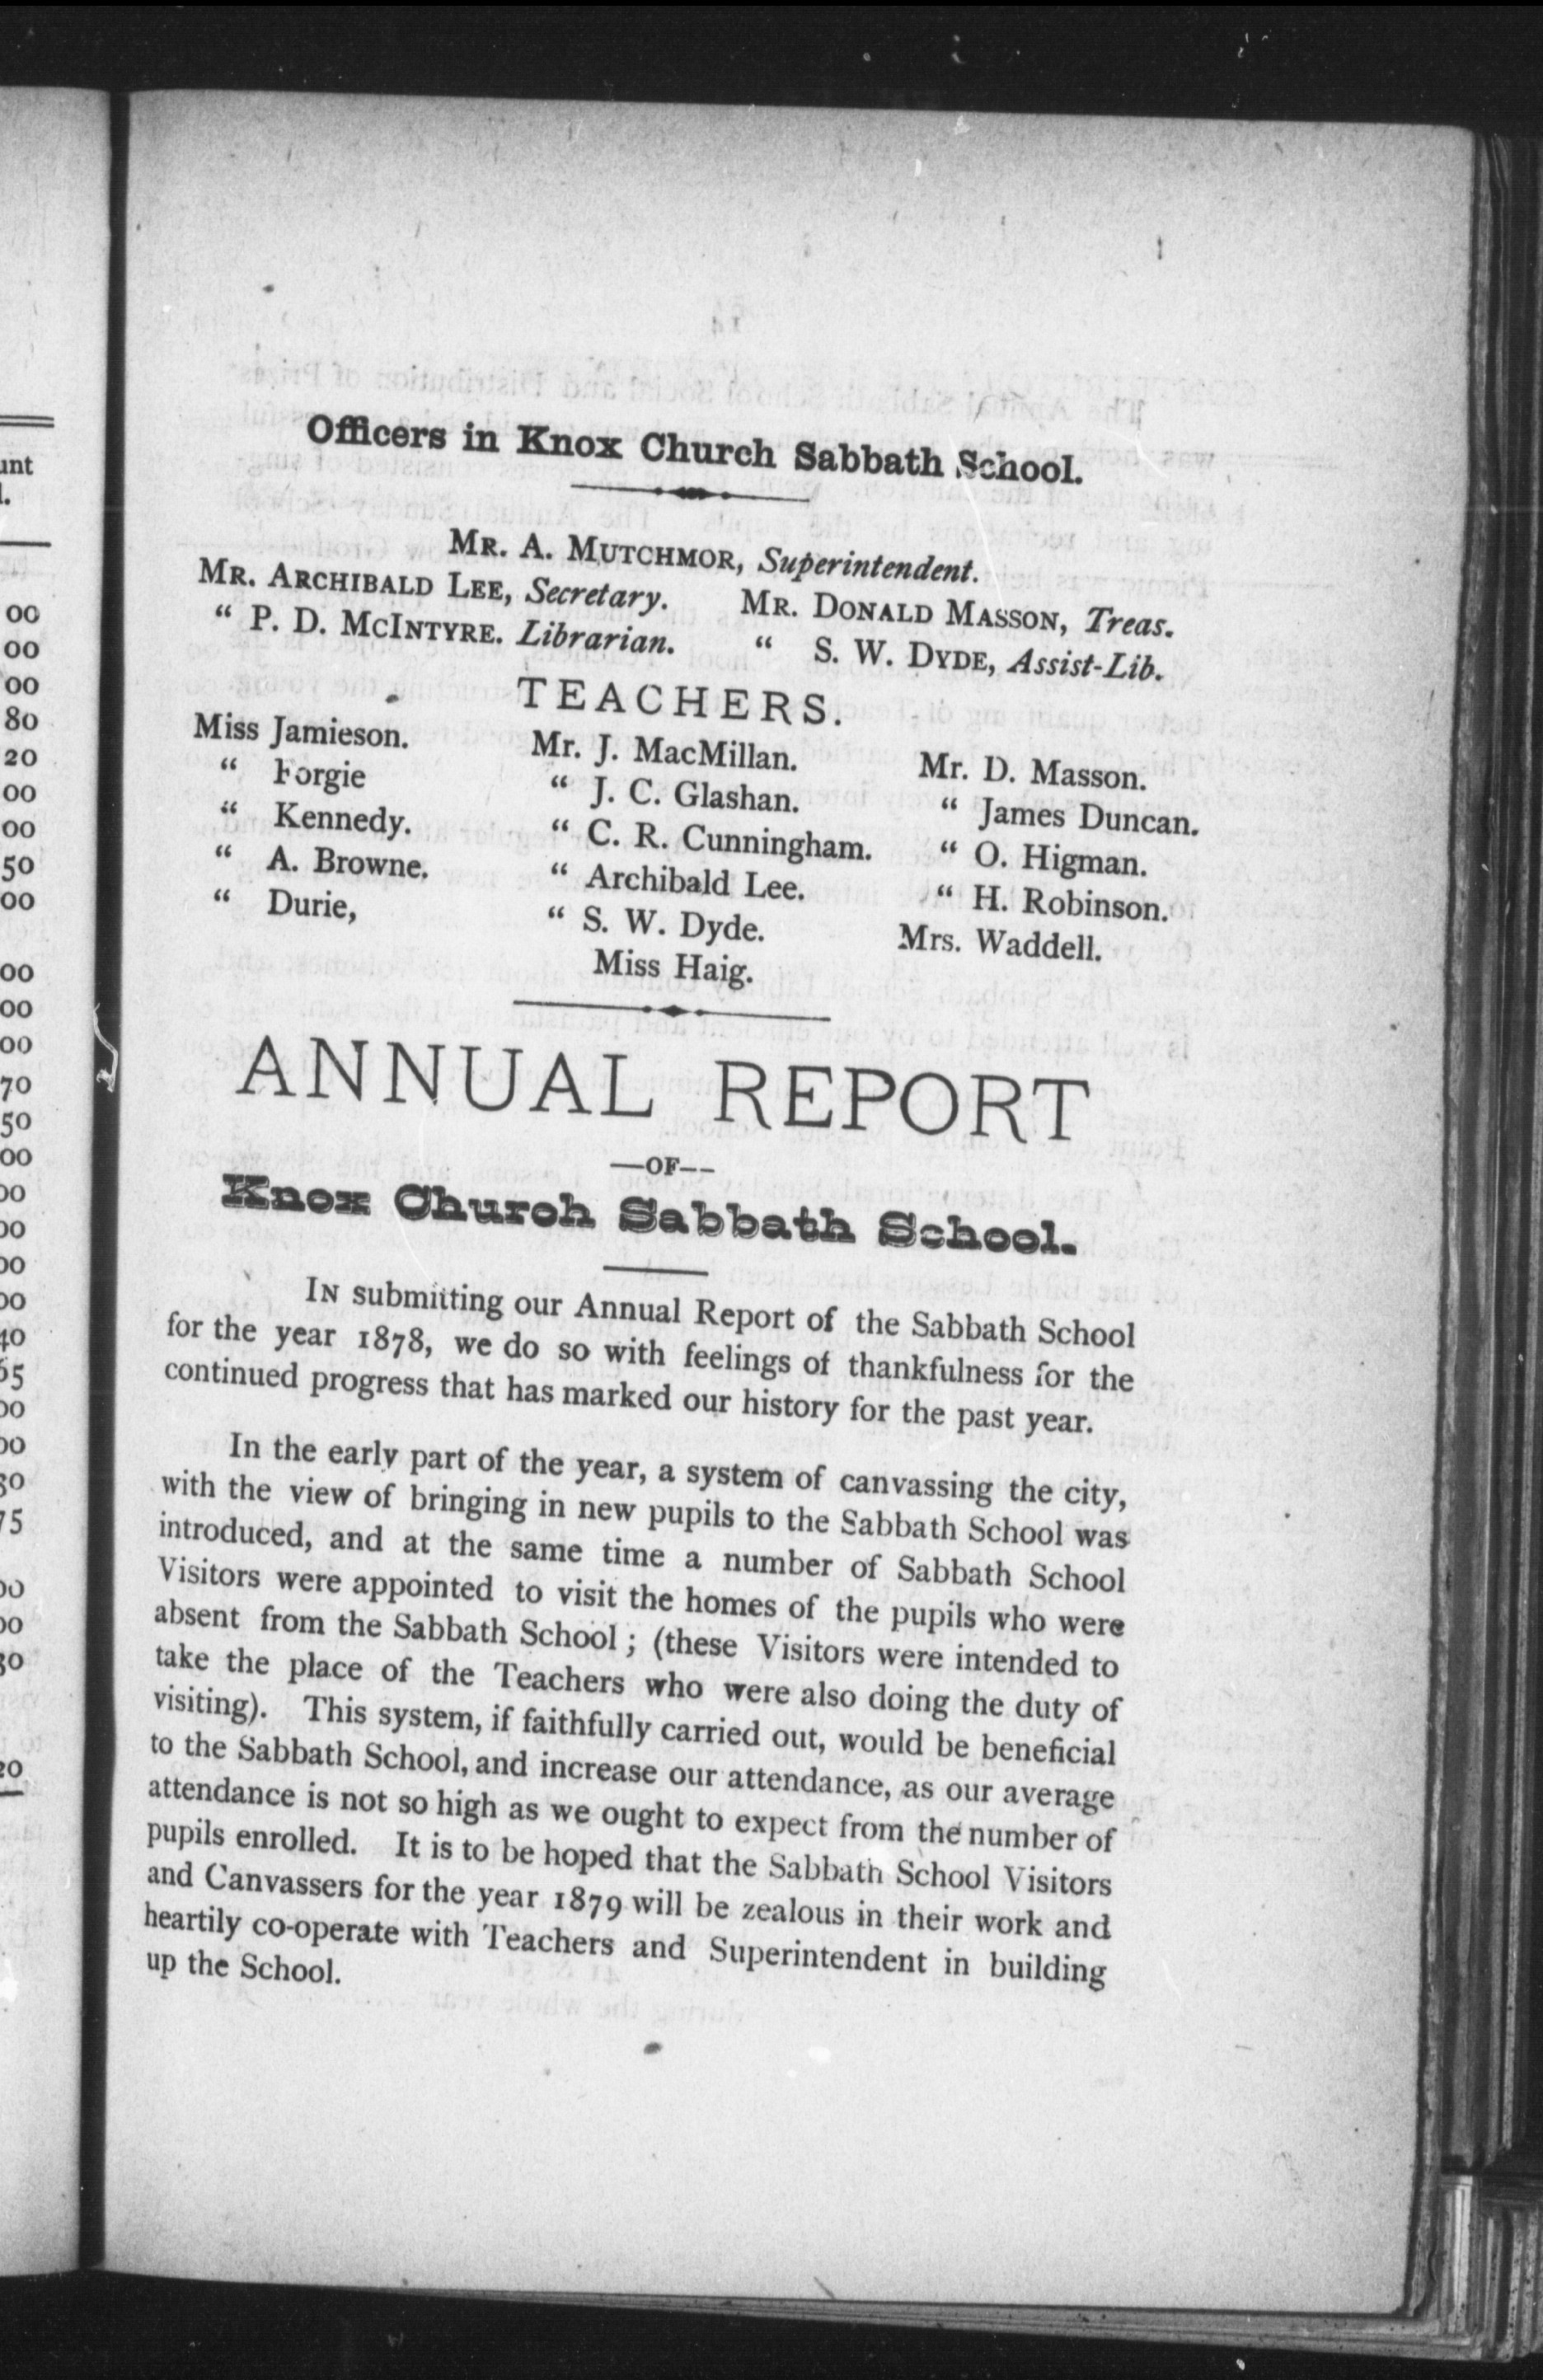 Officers in Knox Church Sabbath School.
MR. A. MUTCHMOR, Superintendent.
MR. ARCHIBALD LEE, Secretary. MR. DONALD MASSON, Treas.
“ P. D. MCINTYRE. Librarian. “ S. W. DYDE, Assist-Lib.
TEACHERS.
Miss Jamieson. Mr. J. MacMillan. Mr. D. Masson.
“ Forgie “ J. C. Glashan. “ James Duncan.
“ Kennedy. “ C. R. Cunningham. “ O. Higman.
“ A. Browne. “ Archibald Lee. “ H. Robinson.
“ Durie, “ S. W. Dyde. Mrs. Waddell.
Miss Haig.
ANNUAL REPORT
—OF--
Knox Church Sabbath School.
IN submitting our Annual Report of the Sabbath School
for the year 1878, we do so with feelings of thankfulness for the
continued progress that has marked our history for the past year.
In the early part of the year, a system of canvassing the city,
with the view of bringing in new pupils to the Sabbath School was
introduced, and at the same time a number of Sabbath School
Visitors were appointed to visit the homes of the pupils who were
absent from the Sabbath School ; (these Visitors were intended to
take the place of the Teachers who were also doing the duty of
visiting). This system, if faithfully carried out, would be beneficial
to the Sabbath School, and increase our attendance, as our average
attendance is not so high as we ought to expect from the number of
pupils enrolled. It is to be hoped that the Sabbath School Visitors
and Canvassers for the year 1879 will be zealous in their work and
heartily co-operate with Teachers and Superintendent in building
up the School.